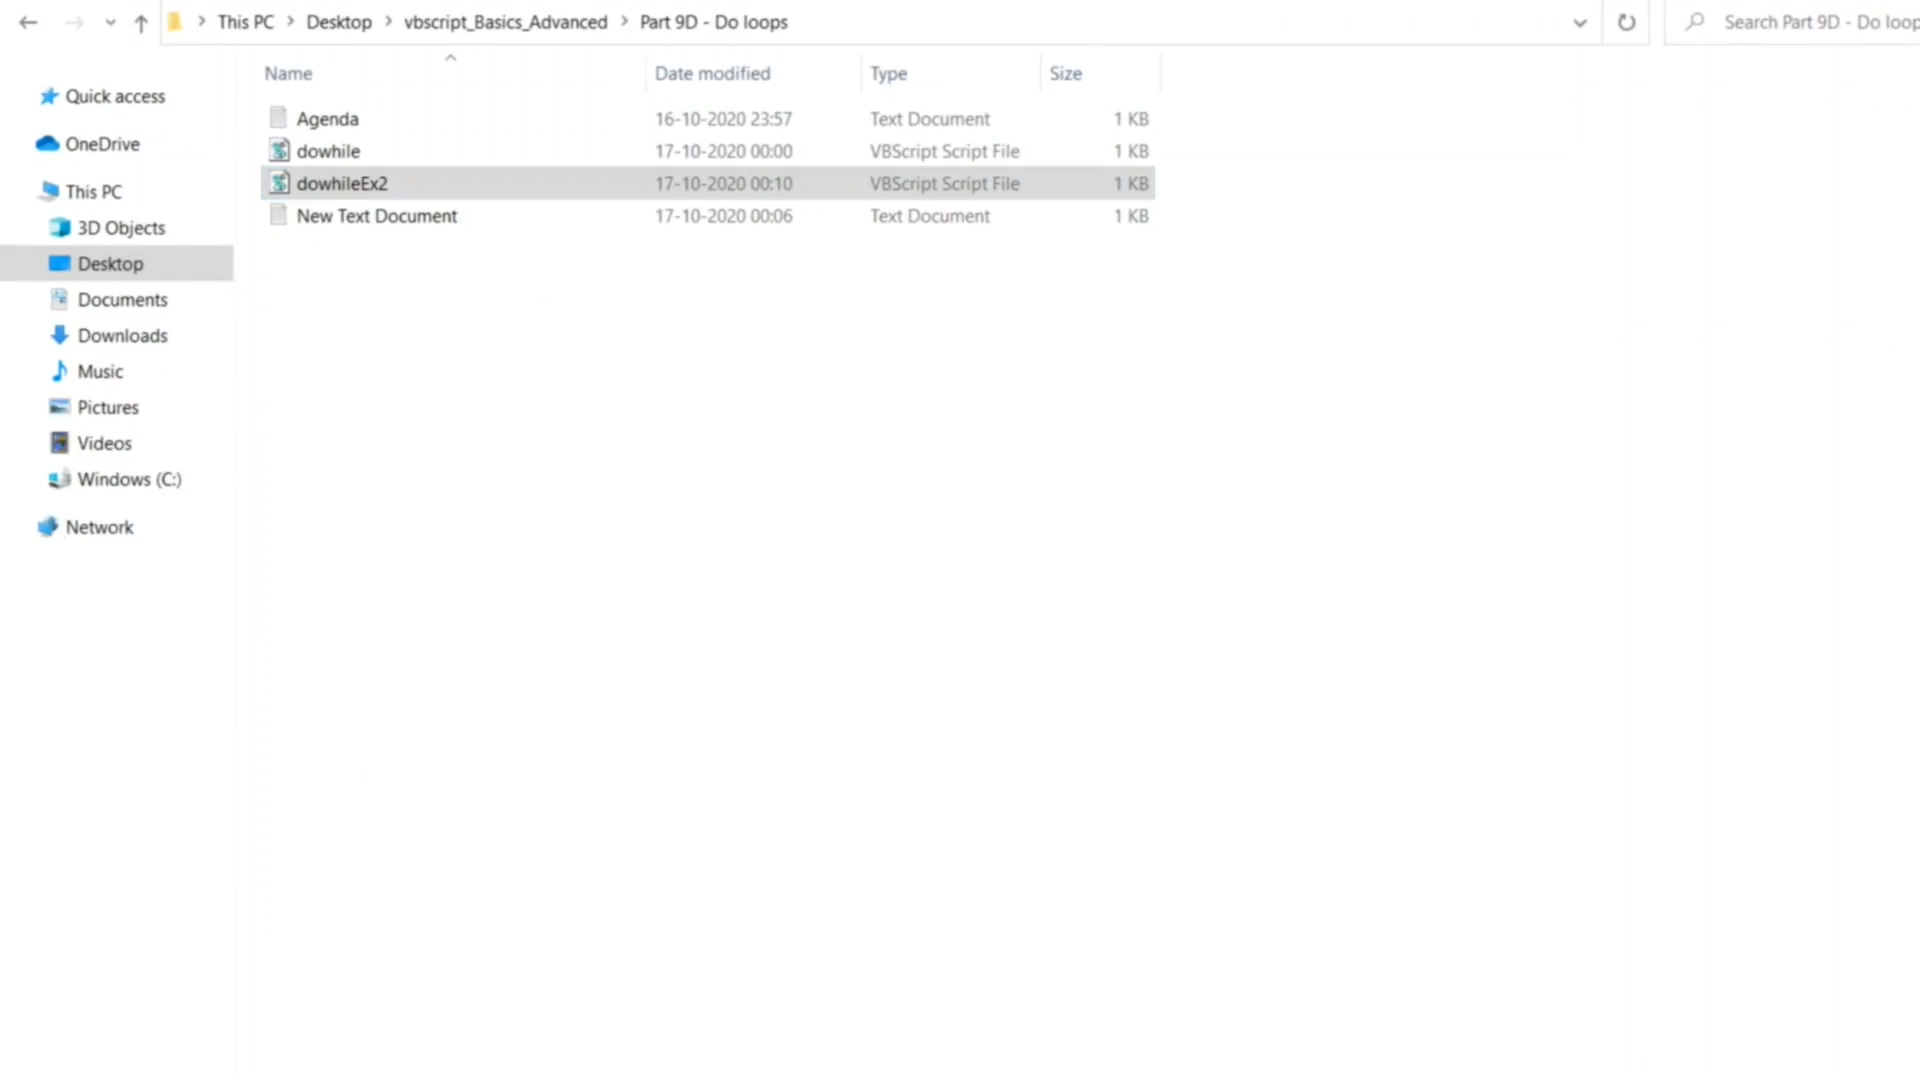 This PC > Desktop > vbscript_Basics_Advanced > Part 9D - Do loops
Search Part 9D - Do loop
Name Date modified Type Size
Agenda 16-10-2020 23:57 Text Document 1 KB
dowhile 17-10-2020 00:00 VBScript Script File 1 KB
dowhileEx2 17-10-2020 00:10 VBScript Script File 1 KB
New Text Document 17-10-2020 00:06 Text Document 1 KB
Quick access
OneDrive
This PC
3D Objects
Desktop
Documents
Downloads
Music
Pictures
Videos
Windows (C:)
Network